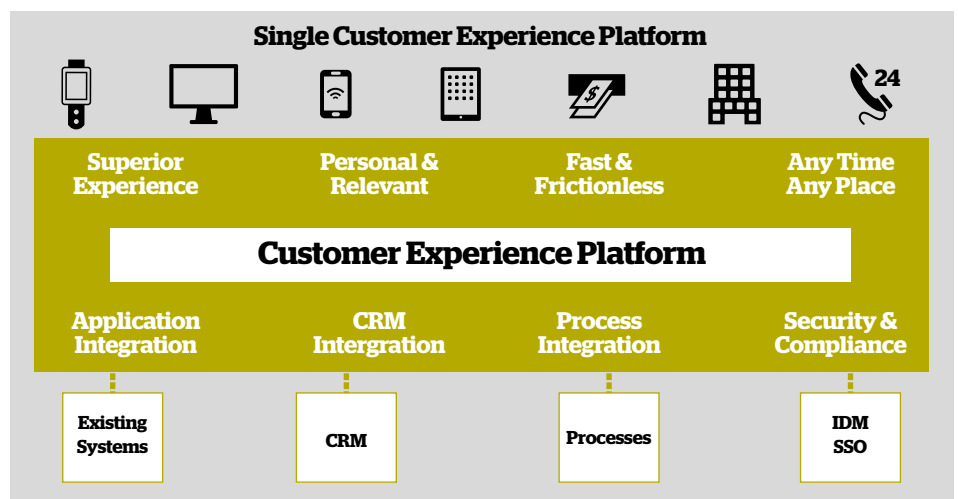 Single Customer Experience Platform
24
$
Superior
Experience
Personal &
Relevant
Fast &
Frictionless
Any Time
Any Place
Customer Experience Platform
Application
Integration
CRM
Intergration
Process
Integration
Security &
Compliance
Existing
Systems
CRM
Processes
IDM
SSO